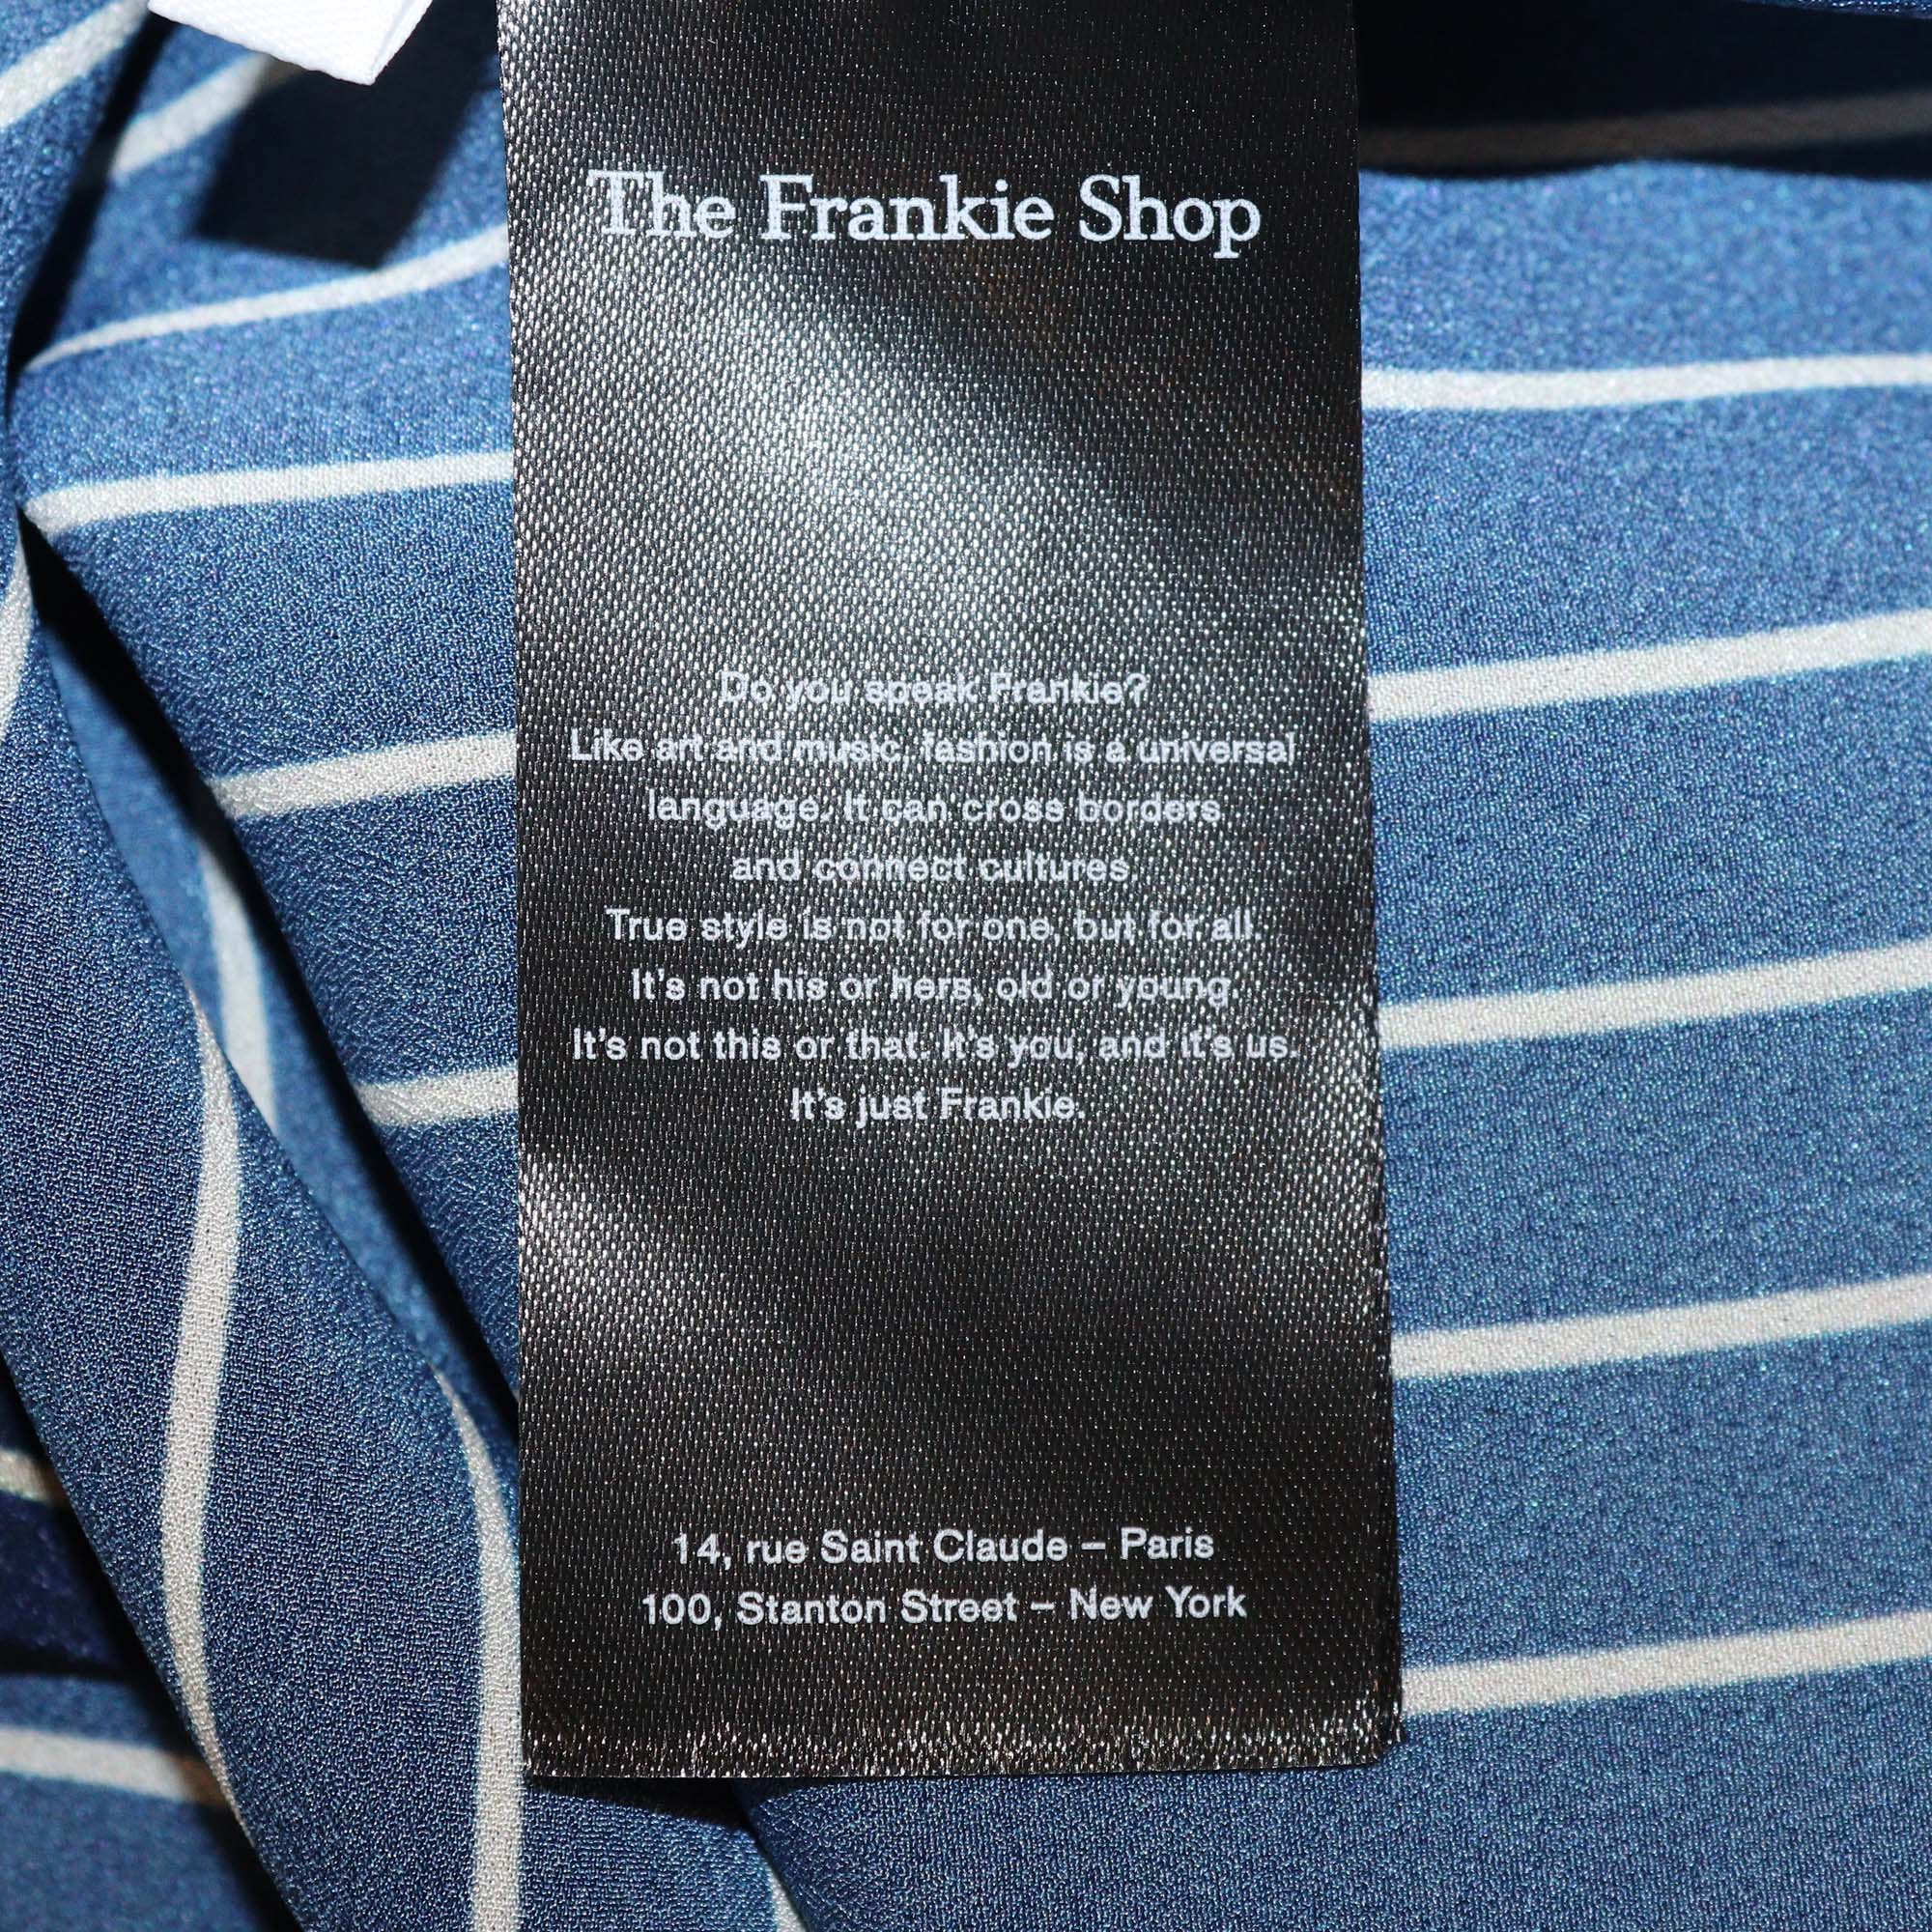 The Frankie Shop
Do you speak Frankie?
Like art and music, fashion is a universal
language. It can cross borders
and connect cultures.
True style is not for one, but for all.
It's not his or hers, old or young.
It's not this or that. It's you, and it's us.
It's just Frankie.
14, rue Saint Claude – Paris
100, Stanton Street – New York